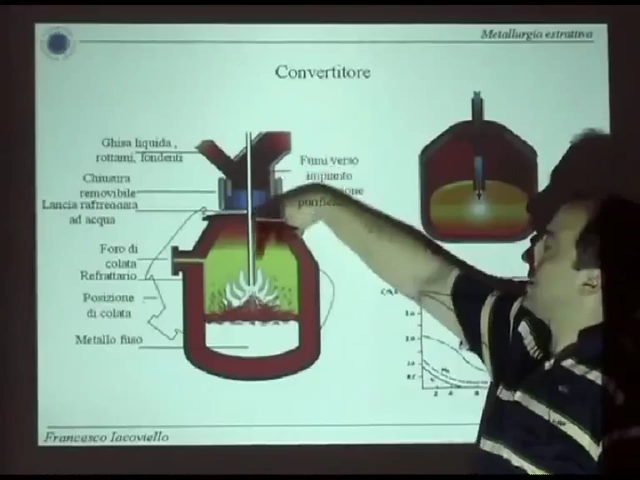 Metallurgia estrattiva
Convertitore
Ghisa liquida ,
rottami, fondenti
Chiusura
removibile
Lancia raffreddata
ad acqua
Foro di
colata
Refrattario
Posizione
di colata
Metallo fuso
Fumi verso
impianto
Francesco Iacoviello